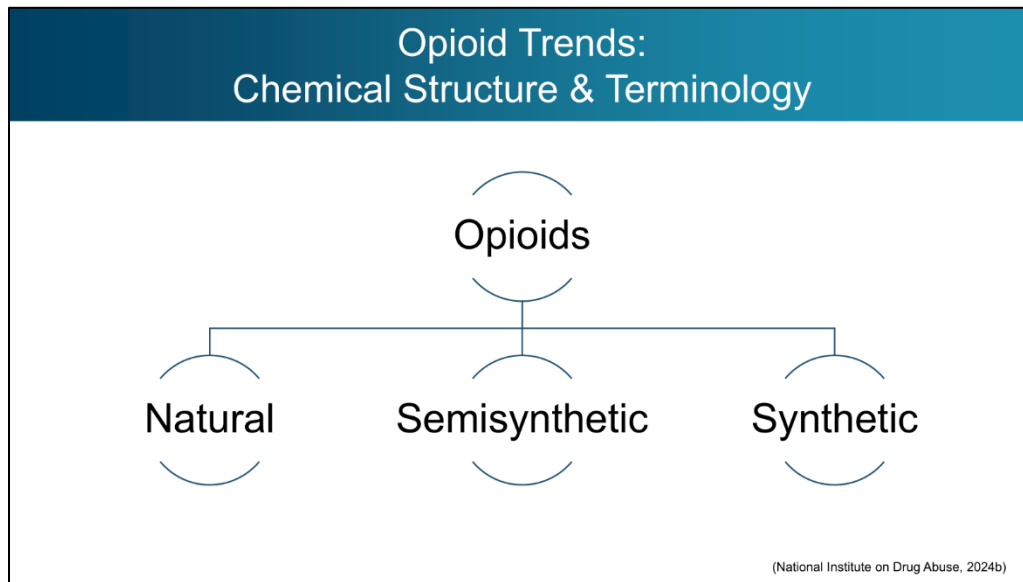 Opioid Trends:
Chemical Structure & Terminology
Opioids
Natural
Semisynthetic
Synthetic
(National Institute on Drug Abuse, 2024b)